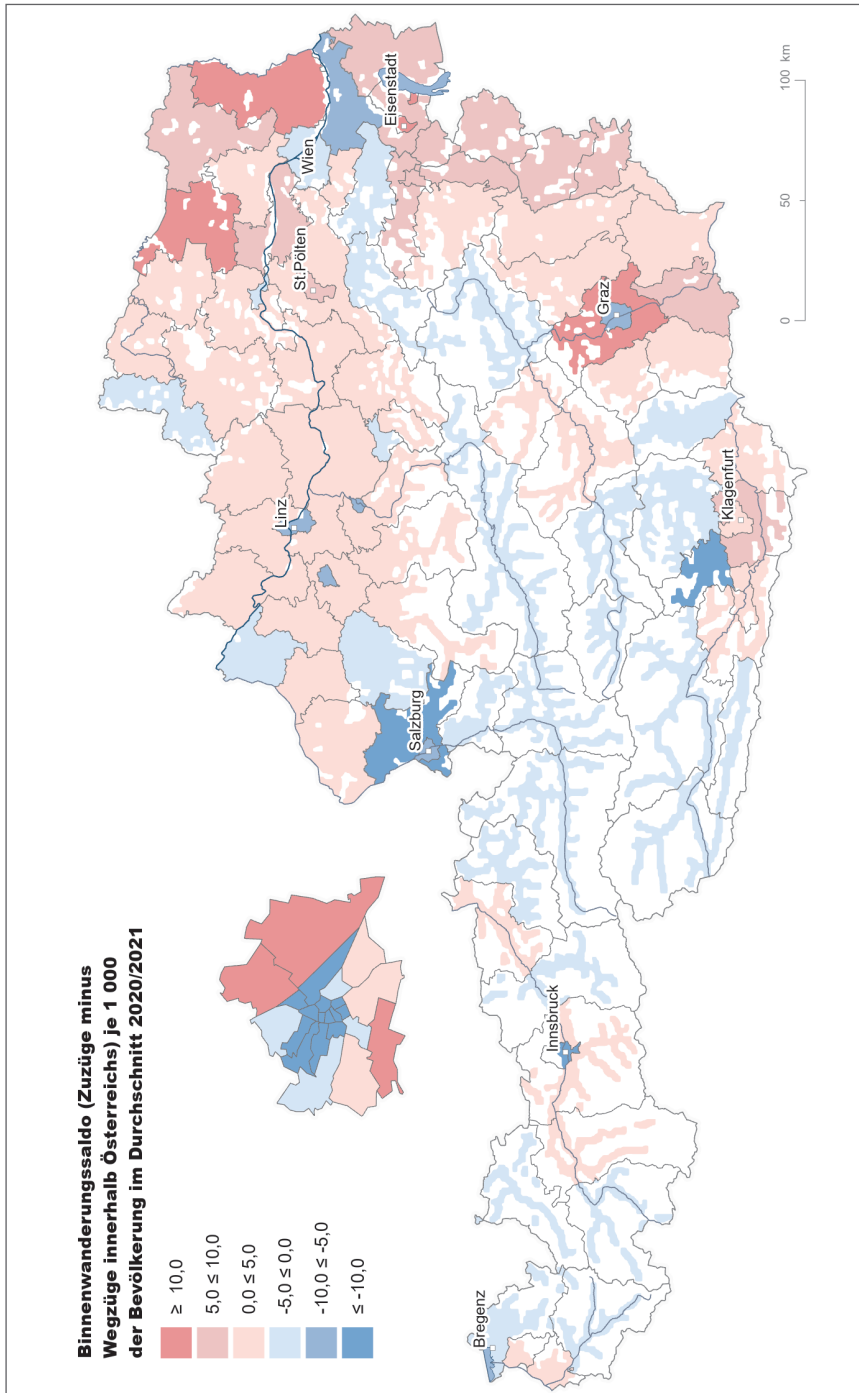 Binnenwanderungssaldo (Zuzüge minus
Wegzüge innerhalb Österreichs) je 1 000
der Bevölkerung im Durchschnitt 2020/2021
≥ 10,0
5,0 ≤ 10,0
0,0 ≤ 5,0
-5,0 ≤ 0,0
-10,0 ≤ -5,0
≤ -10,0
Bregenz
Innsbruck
Salzburg
Linz
St.Pölten
Wien
Eisenstadt
Graz
Klagenfurt
0
50
100 km